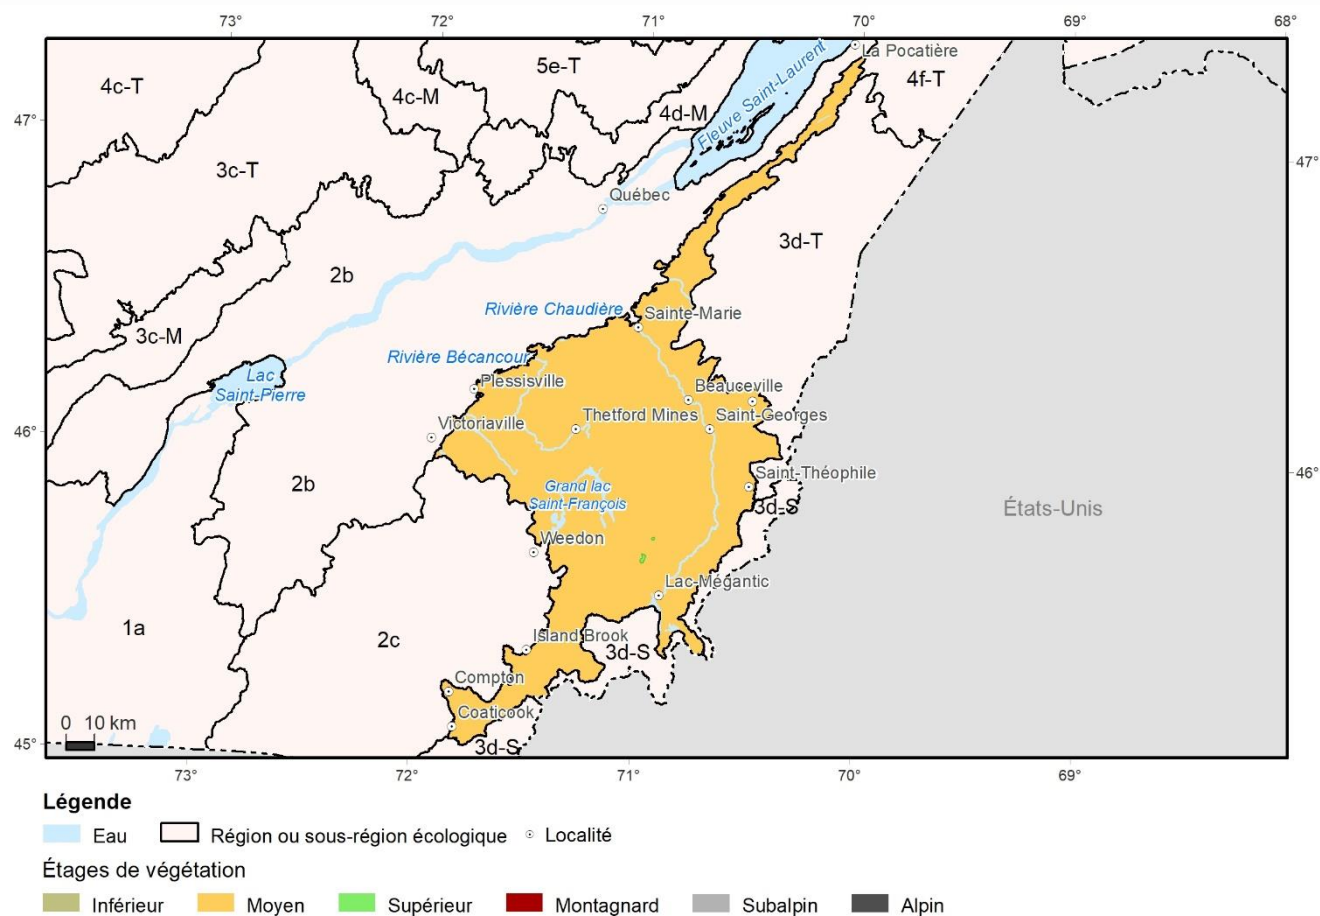 73°
72°
71°
70°
69°
68°
4c-T
4c-M
5e-T
4d-M
Fleuve Saint-Laurent
La Pocatière
4f-T
47°
47°
3c-T
Québec
3d-T
2b
Rivière Chaudière
Sainte-Marie
3c-M
Rivière Bécancour
Lac
Saint-Pierre
Plessisville
Beauceville
Thetford Mines
Saint-Georges
Victoriaville
46°
46°
2b
Grand lac
Saint-François
Saint-Théophile
3d-S
États-Unis
Weedon
Lac-Mégantic
1a
2c
Island Brook
3d-S
Compton
Coaticook
0 10 km
45°
3d-S
73°
72°
71°
70°
69°
Légende
Eau
Région ou sous-région écologique
Localité
Étages de végétation
Inférieur
Moyen
Supérieur
Montagnard
Subalpin
Alpin